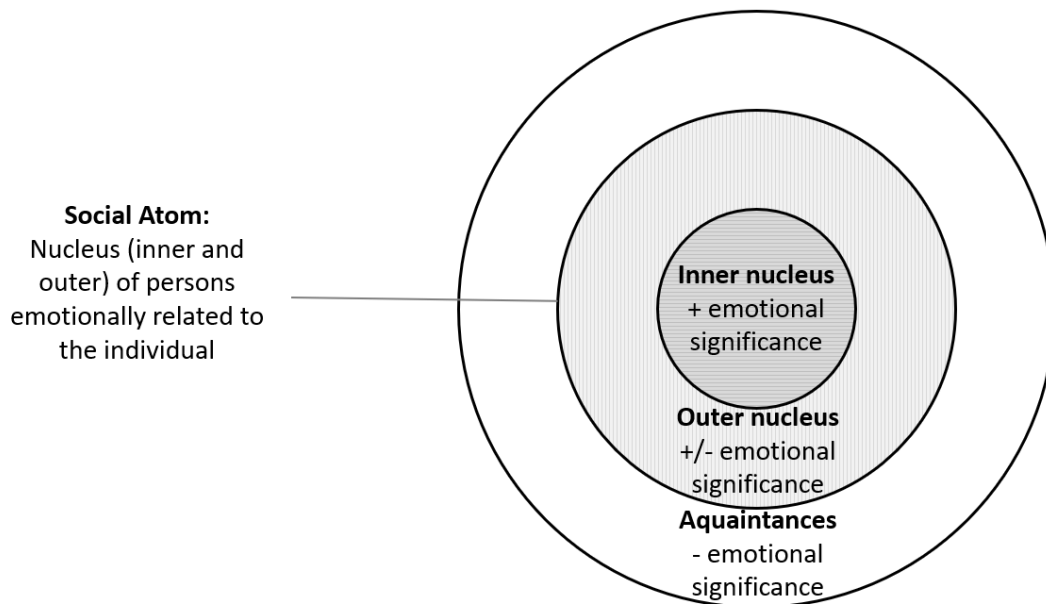 Social Atom:
Nucleus (inner and
outer) of persons
emotionally related to
the individual
Inner nucleus
+ emotional
significance
Outer nucleus
+/- emotional
significance
Aquaintances
- emotional
significance